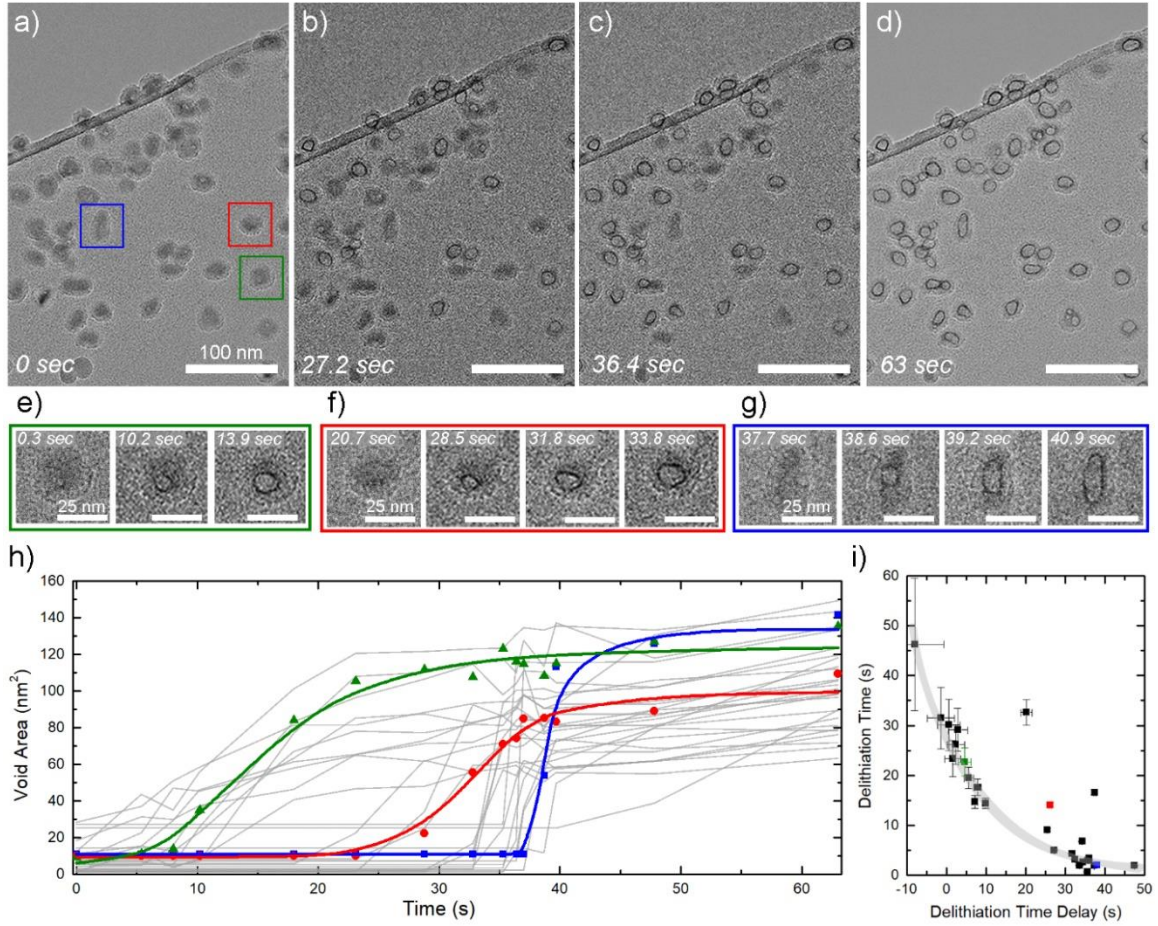 a)
b)
c)
d)
0 sec
100 nm
27.2 sec
36.4 sec
63 sec
e)
f)
g)
0.3 sec
10.2 sec
13.9 sec
25 nm
20.7 sec
28.5 sec
31.8 sec
33.8 sec
25 nm
37.7 sec
38.6 sec
39.2 sec
40.9 sec
25 nm
h)
Void Area (nm²)
160
140
120
100
80
60
40
20
0
0
10
20
30
40
50
60
Time (s)
i)
Delithiation Time (s)
60
50
40
30
20
10
0
-10
0
10
20
30
40
50
Delithiation Time Delay (s)